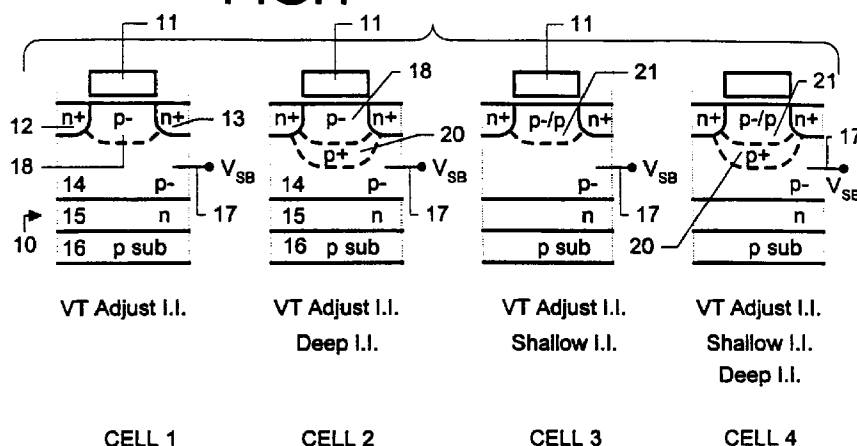 11 11 11
12 n+ p- n+ 13
18
n+ p- n+ 18
20
p+
n+ p-/p n+ 21
n+ p-/p n+ 21
p+
20
17
14 p- V_SB 17
14 p- V_SB 17
p- V_SB 17
p- V_SB
10 15 n 15 n n n
16 p sub 16 p sub p sub p sub
VT Adjust I.I. VT Adjust I.I. VT Adjust I.I. VT Adjust I.I.
Deep I.I. Shallow I.I. Shallow I.I.
Deep I.I.
CELL 1 CELL 2 CELL 3 CELL 4